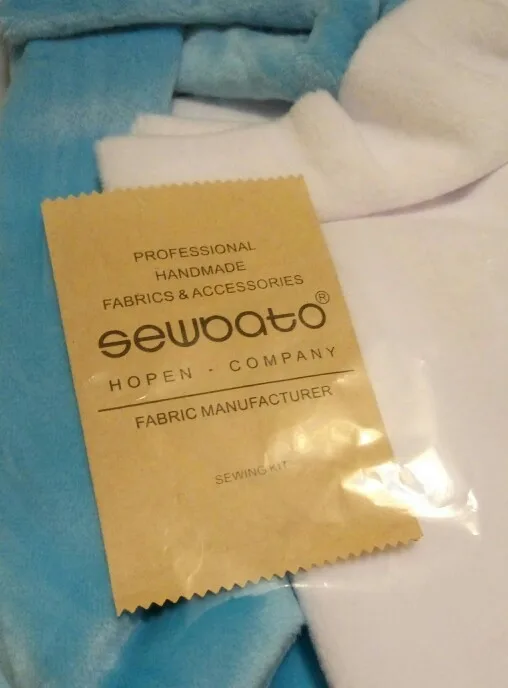 PROFESSIONAL
HANDMADE
FABRICS & ACCESSORIES
sewbato®
HOPEN - COMPANY
FABRIC MANUFACTURER
SEWING KIT